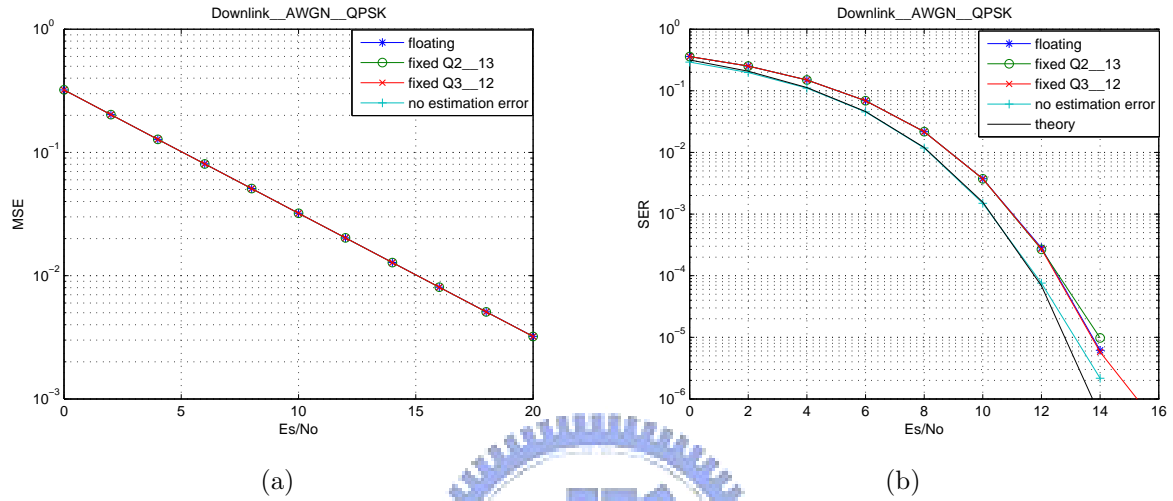 Downlink__AWGN__QPSK
10^0
10^−1
10^−2
10^−3
MSE
0
5
10
15
20
Es/No
floating
fixed Q2__13
fixed Q3__12
no estimation error
(a)
Downlink__AWGN__QPSK
10^0
10^−1
10^−2
10^−3
10^−4
10^−5
10^−6
SER
0
2
4
6
8
10
12
14
16
Es/No
floating
fixed Q2__13
fixed Q3__12
no estimation error
theory
(b)